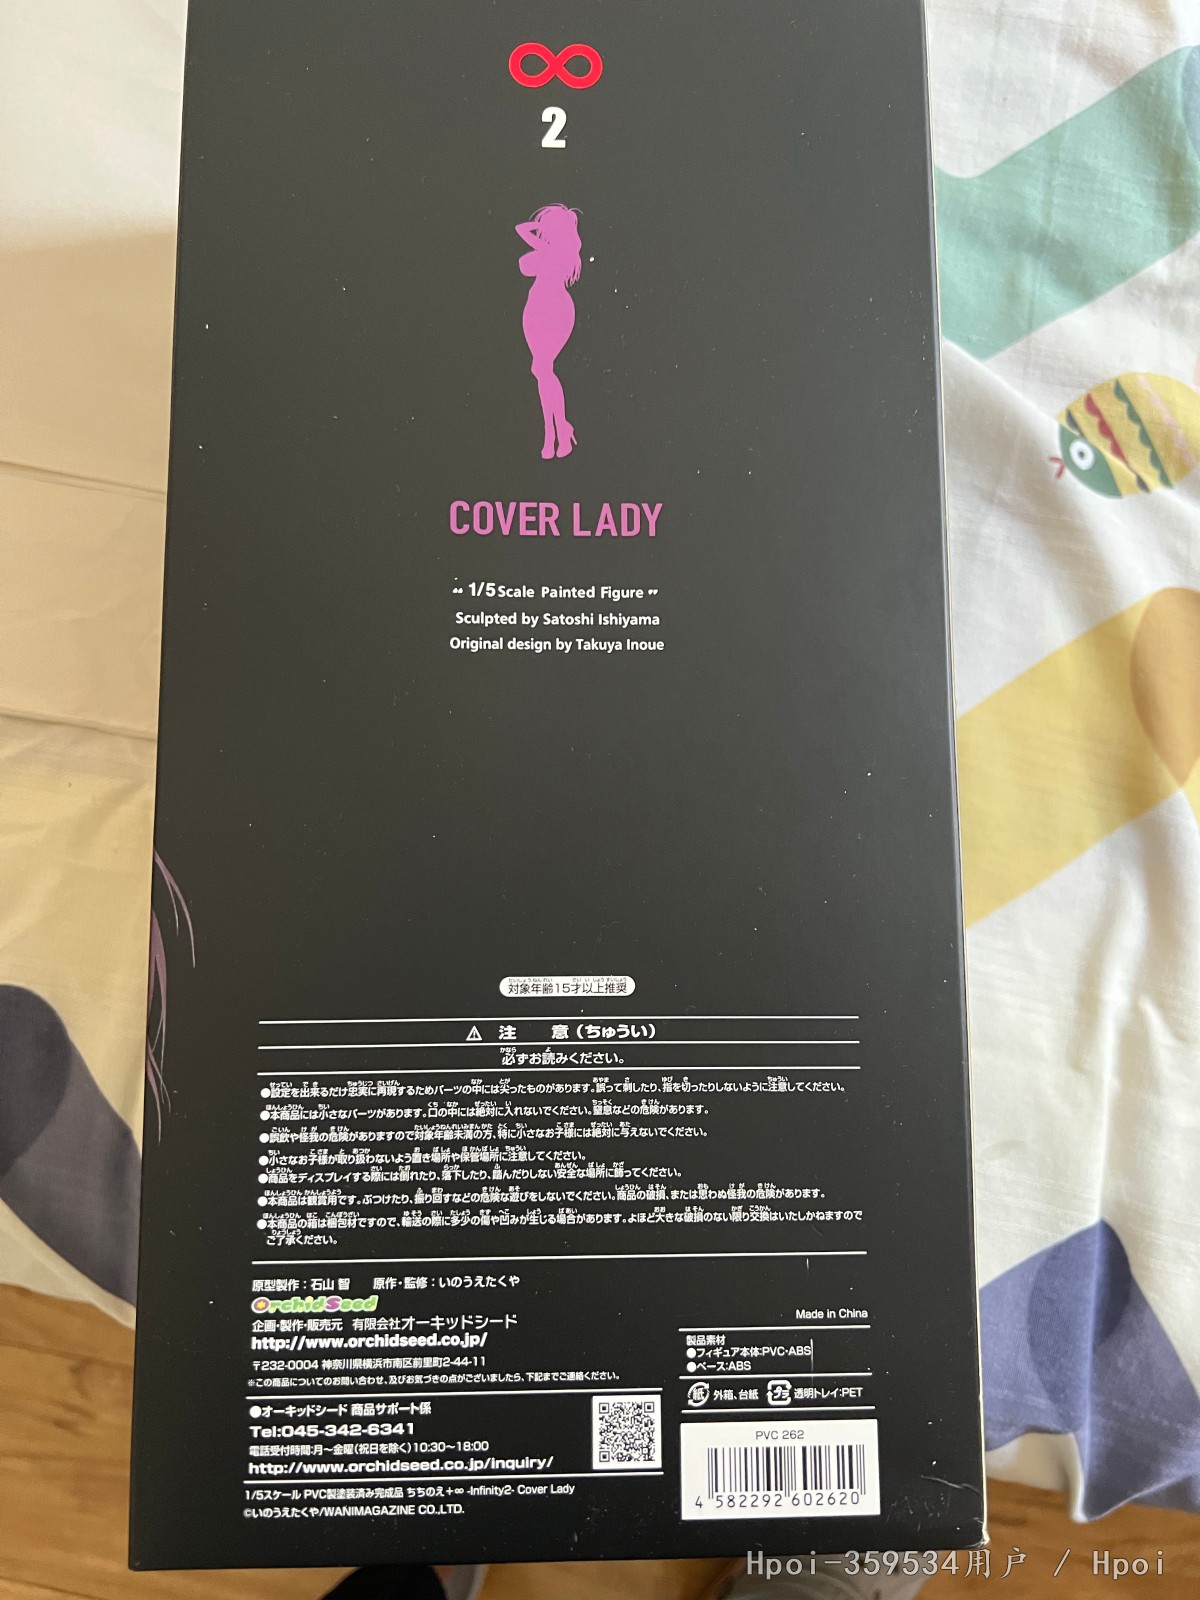 ∞
2
COVER LADY
“ 1/5 Scale Painted Figure ”
Sculpted by Satoshi Ishiyama
Original design by Takuya Inoue
対象年齢15才以上推奨
⚠ 注 意（ちゅうい）
必ずお読みください。
●設定を出来るだけ忠実に再現するためパーツの中には尖ったものがあります。誤って刺したり、指を切ったりしないように注意してください。
●本商品には小さなパーツがあります。口の中には絶対に入れないでください。窒息などの危険があります。
●誤飲や怪我の危険がありますので対象年齢未満の方、特に小さなお子様には絶対に与えないでください。
●小さなお子様が取り扱わないよう置き場所や保管場所に注意してください。
●商品をディスプレイする際には倒れたり、落下したり、踏んだりしない安全な場所に飾ってください。
●本商品は観賞用です。ぶつけたり、振り回すなどの危険な遊びをしないでください。商品の破損、または思わぬ怪我の危険があります。
●本商品の箱は梱包材ですので、輸送の際に多少の傷や凹みが生じる場合があります。よほど大きな破損のない限り交換はいたしかねますので
ご了承ください。
原型製作：石山 智 原作・監修：いのうえたくや
OrchidSeed
企画・製作・販売元 有限会社オーキッドシード
http://www.orchidseed.co.jp/
〒232-0004 神奈川県横浜市南区前里町2-44-11
※この商品についてのお問い合わせ、及びお気づきの点がございましたら、下記までご連絡ください。
●オーキッドシード 商品サポート係
Tel:045-342-6341
電話受付時間:月〜金曜(祝日を除く)10:30〜18:00
http://www.orchidseed.co.jp/inquiry/
1/5スケール PVC製塗装済み完成品 ちちのえ+∞ -Infinity2- Cover Lady
©いのうえたくや/WANIMAGAZINE CO.,LTD.
Made in China
製品素材
●フィギュア本体:PVC・ABS
●ベース:ABS
紙 外箱、台紙 プラ 透明トレイ:PET
PVC 262
4 582292 602620
Hpoi-359534用户 / Hpoi